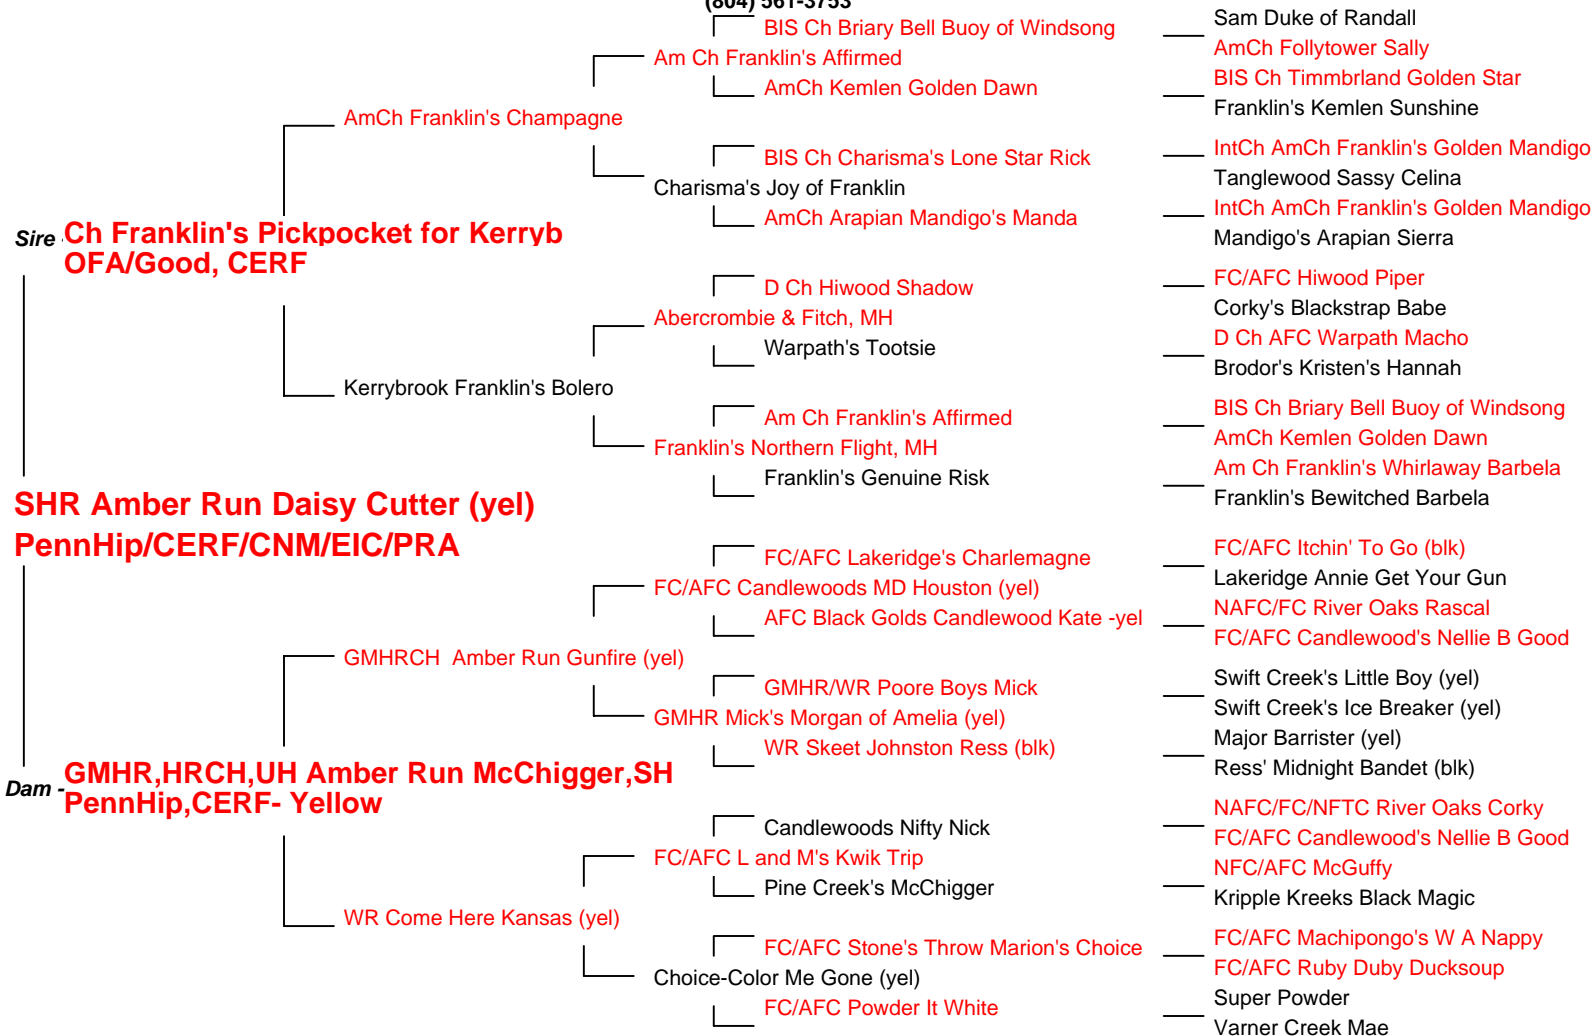 (804) 561-3753
BIS Ch Briary Bell Buoy of Windsong
Am Ch Franklin's Affirmed
AmCh Kemlen Golden Dawn
AmCh Franklin's Champagne
BIS Ch Charisma's Lone Star Rick
Charisma's Joy of Franklin
AmCh Arapian Mandigo's Manda
Sire
Ch Franklin's Pickpocket for Kerryb
OFA/Good, CERF
D Ch Hiwood Shadow
Abercrombie & Fitch, MH
Warpath's Tootsie
Kerrybrook Franklin's Bolero
Am Ch Franklin's Affirmed
Franklin's Northern Flight, MH
Franklin's Genuine Risk
SHR Amber Run Daisy Cutter (yel)
PennHip/CERF/CNM/EIC/PRA
FC/AFC Lakeridge's Charlemagne
FC/AFC Candlewoods MD Houston (yel)
AFC Black Golds Candlewood Kate -yel
GMHRCH  Amber Run Gunfire (yel)
GMHR/WR Poore Boys Mick
GMHR Mick's Morgan of Amelia (yel)
WR Skeet Johnston Ress (blk)
Dam -
GMHR,HRCH,UH Amber Run McChigger,SH
PennHip,CERF- Yellow
Candlewoods Nifty Nick
FC/AFC L and M's Kwik Trip
Pine Creek's McChigger
WR Come Here Kansas (yel)
FC/AFC Stone's Throw Marion's Choice
Choice-Color Me Gone (yel)
FC/AFC Powder It White
Sam Duke of Randall
AmCh Follytower Sally
BIS Ch Timmbrland Golden Star
Franklin's Kemlen Sunshine
IntCh AmCh Franklin's Golden Mandigo
Tanglewood Sassy Celina
IntCh AmCh Franklin's Golden Mandigo
Mandigo's Arapian Sierra
FC/AFC Hiwood Piper
Corky's Blackstrap Babe
D Ch AFC Warpath Macho
Brodor's Kristen's Hannah
BIS Ch Briary Bell Buoy of Windsong
AmCh Kemlen Golden Dawn
Am Ch Franklin's Whirlaway Barbela
Franklin's Bewitched Barbela
FC/AFC Itchin' To Go (blk)
Lakeridge Annie Get Your Gun
NAFC/FC River Oaks Rascal
FC/AFC Candlewood's Nellie B Good
Swift Creek's Little Boy (yel)
Swift Creek's Ice Breaker (yel)
Major Barrister (yel)
Ress' Midnight Bandet (blk)
NAFC/FC/NFTC River Oaks Corky
FC/AFC Candlewood's Nellie B Good
NFC/AFC McGuffy
Kripple Kreeks Black Magic
FC/AFC Machipongo's W A Nappy
FC/AFC Ruby Duby Ducksoup
Super Powder
Varner Creek Mae